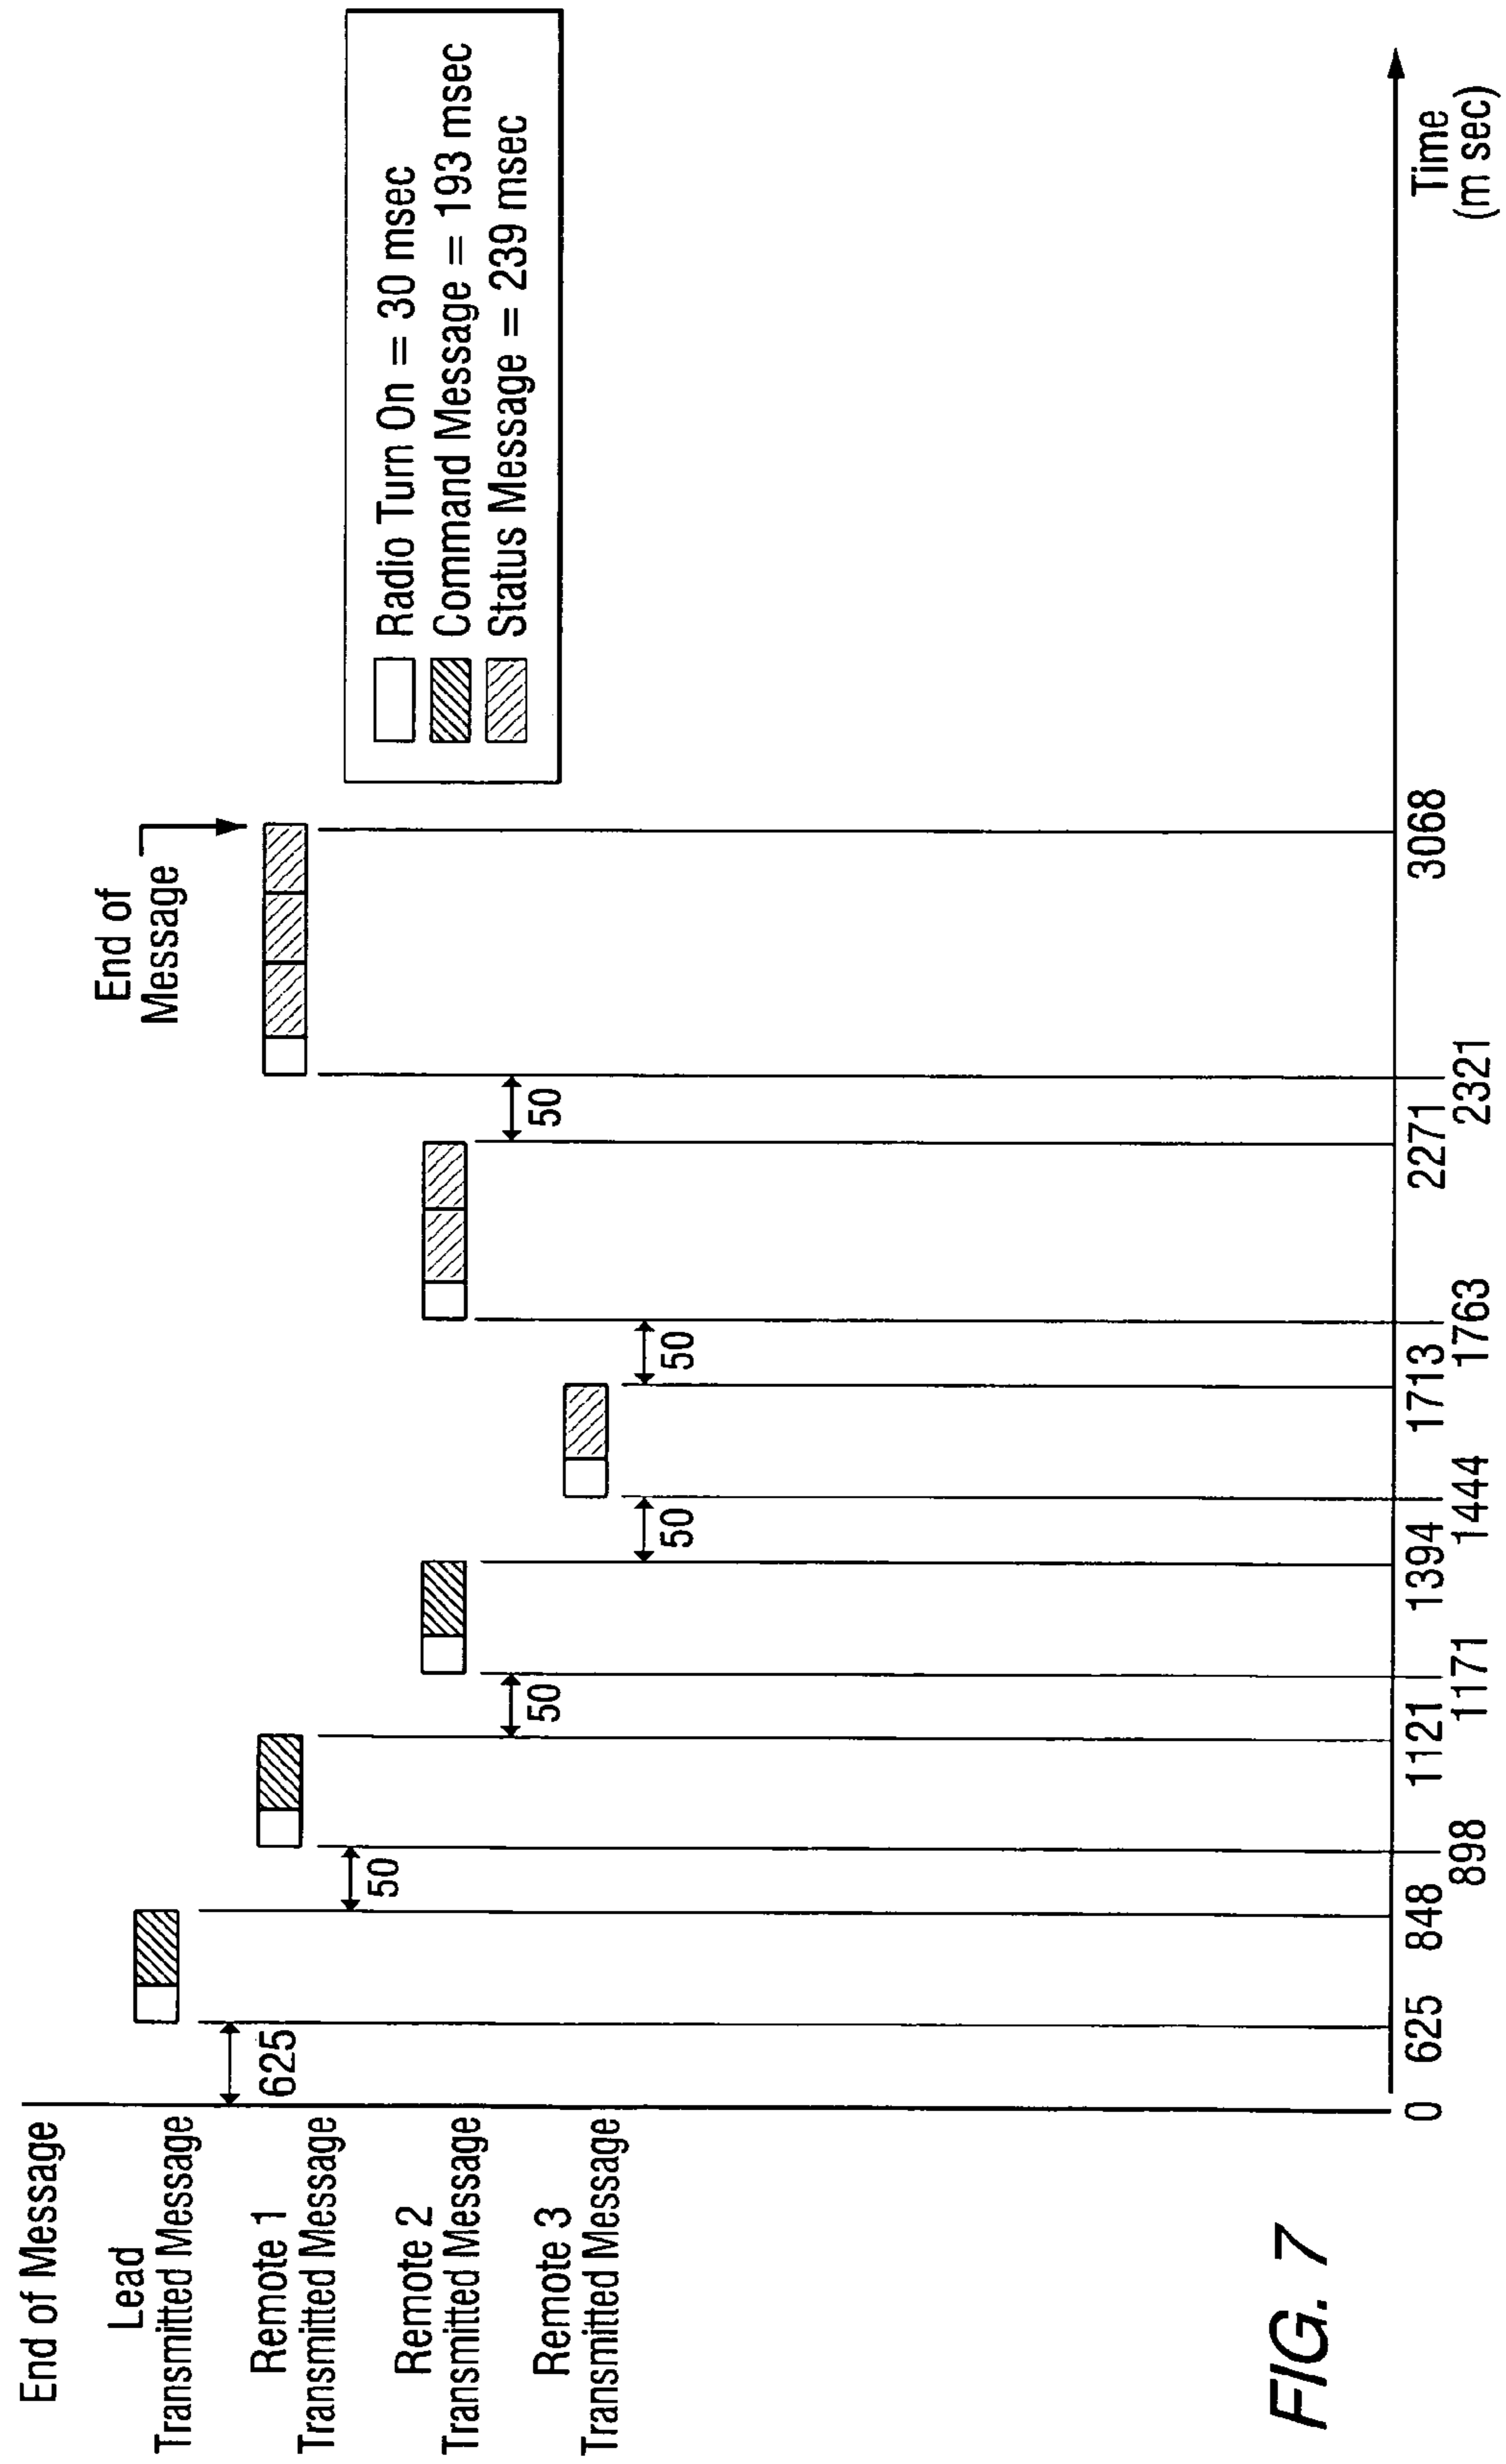 End of Message
Lead
Transmitted Message
Remote 1
Transmitted Message
Remote 2
Transmitted Message
Remote 3
Transmitted Message
625
50
50
50
50
50
End of
Message
Radio Turn On = 30 msec
Command Message = 193 msec
Status Message = 239 msec
0
625
848
898
1121
1171
1394
1444
1713
1763
2271
2321
3068
Time
(m sec)
FIG. 7